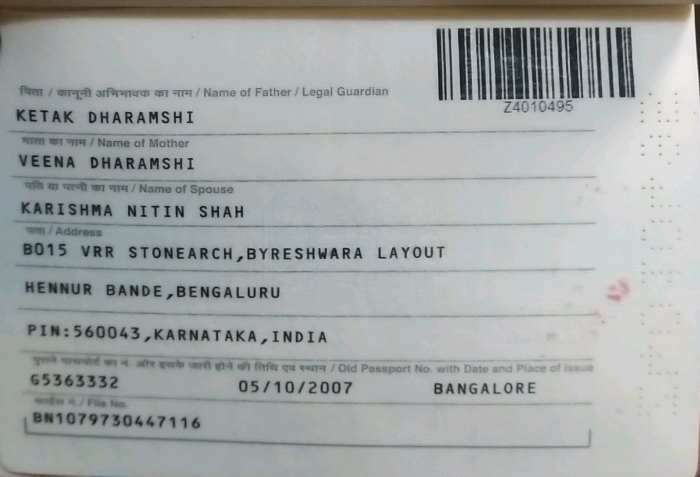 Z4010495
पिता / कानूनी अभिभावक का नाम / Name of Father / Legal Guardian
KETAK DHARAMSHI
माता का नाम / Name of Mother
VEENA DHARAMSHI
पति या पत्नी का नाम / Name of Spouse
KARISHMA NITIN SHAH
पता / Address
B015 VRR STONEARCH,BYRESHWARA LAYOUT
HENNUR BANDE,BENGALURU
PIN:560043,KARNATAKA,INDIA
पुराने पासपोर्ट का नं. और इसके जारी होने की तिथि एवं स्थान / Old Passport No. with Date and Place of Issue
G5363332 05/10/2007 BANGALORE
फाईल नं. / File No.
BN1079730447116